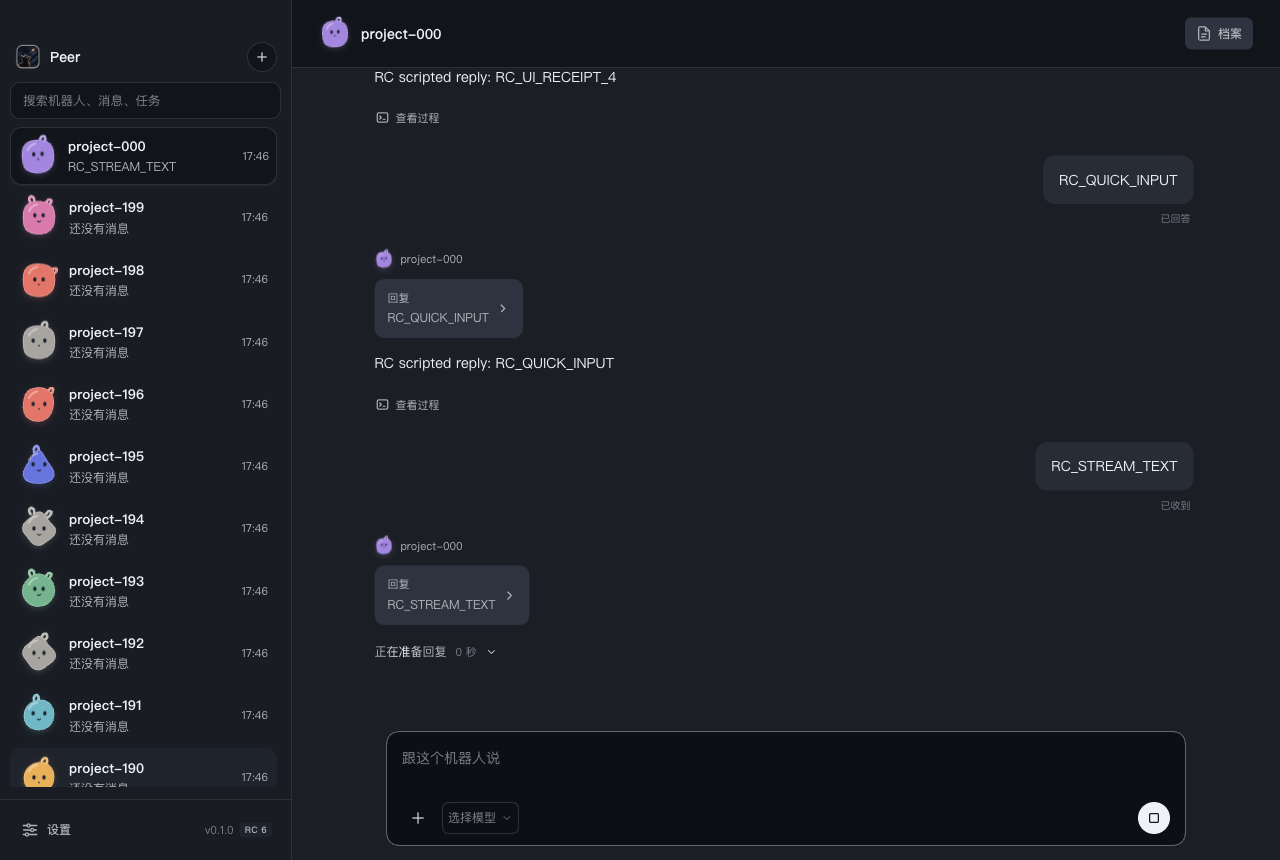 Peer
搜索机器人、消息、任务
project-000
RC_STREAM_TEXT
17:46
project-199
还没有消息
17:46
project-198
还没有消息
17:46
project-197
还没有消息
17:46
project-196
还没有消息
17:46
project-195
还没有消息
17:46
project-194
还没有消息
17:46
project-193
还没有消息
17:46
project-192
还没有消息
17:46
project-191
还没有消息
17:46
project-190
还没有消息
17:46
设置
v0.1.0 RC 6
project-000
档案
RC scripted reply: RC_UI_RECEIPT_4
查看过程
RC_QUICK_INPUT
已回答
project-000
回复
RC_QUICK_INPUT
RC scripted reply: RC_QUICK_INPUT
查看过程
RC_STREAM_TEXT
已收到
project-000
回复
RC_STREAM_TEXT
正在准备回复 0 秒
跟这个机器人说
选择模型